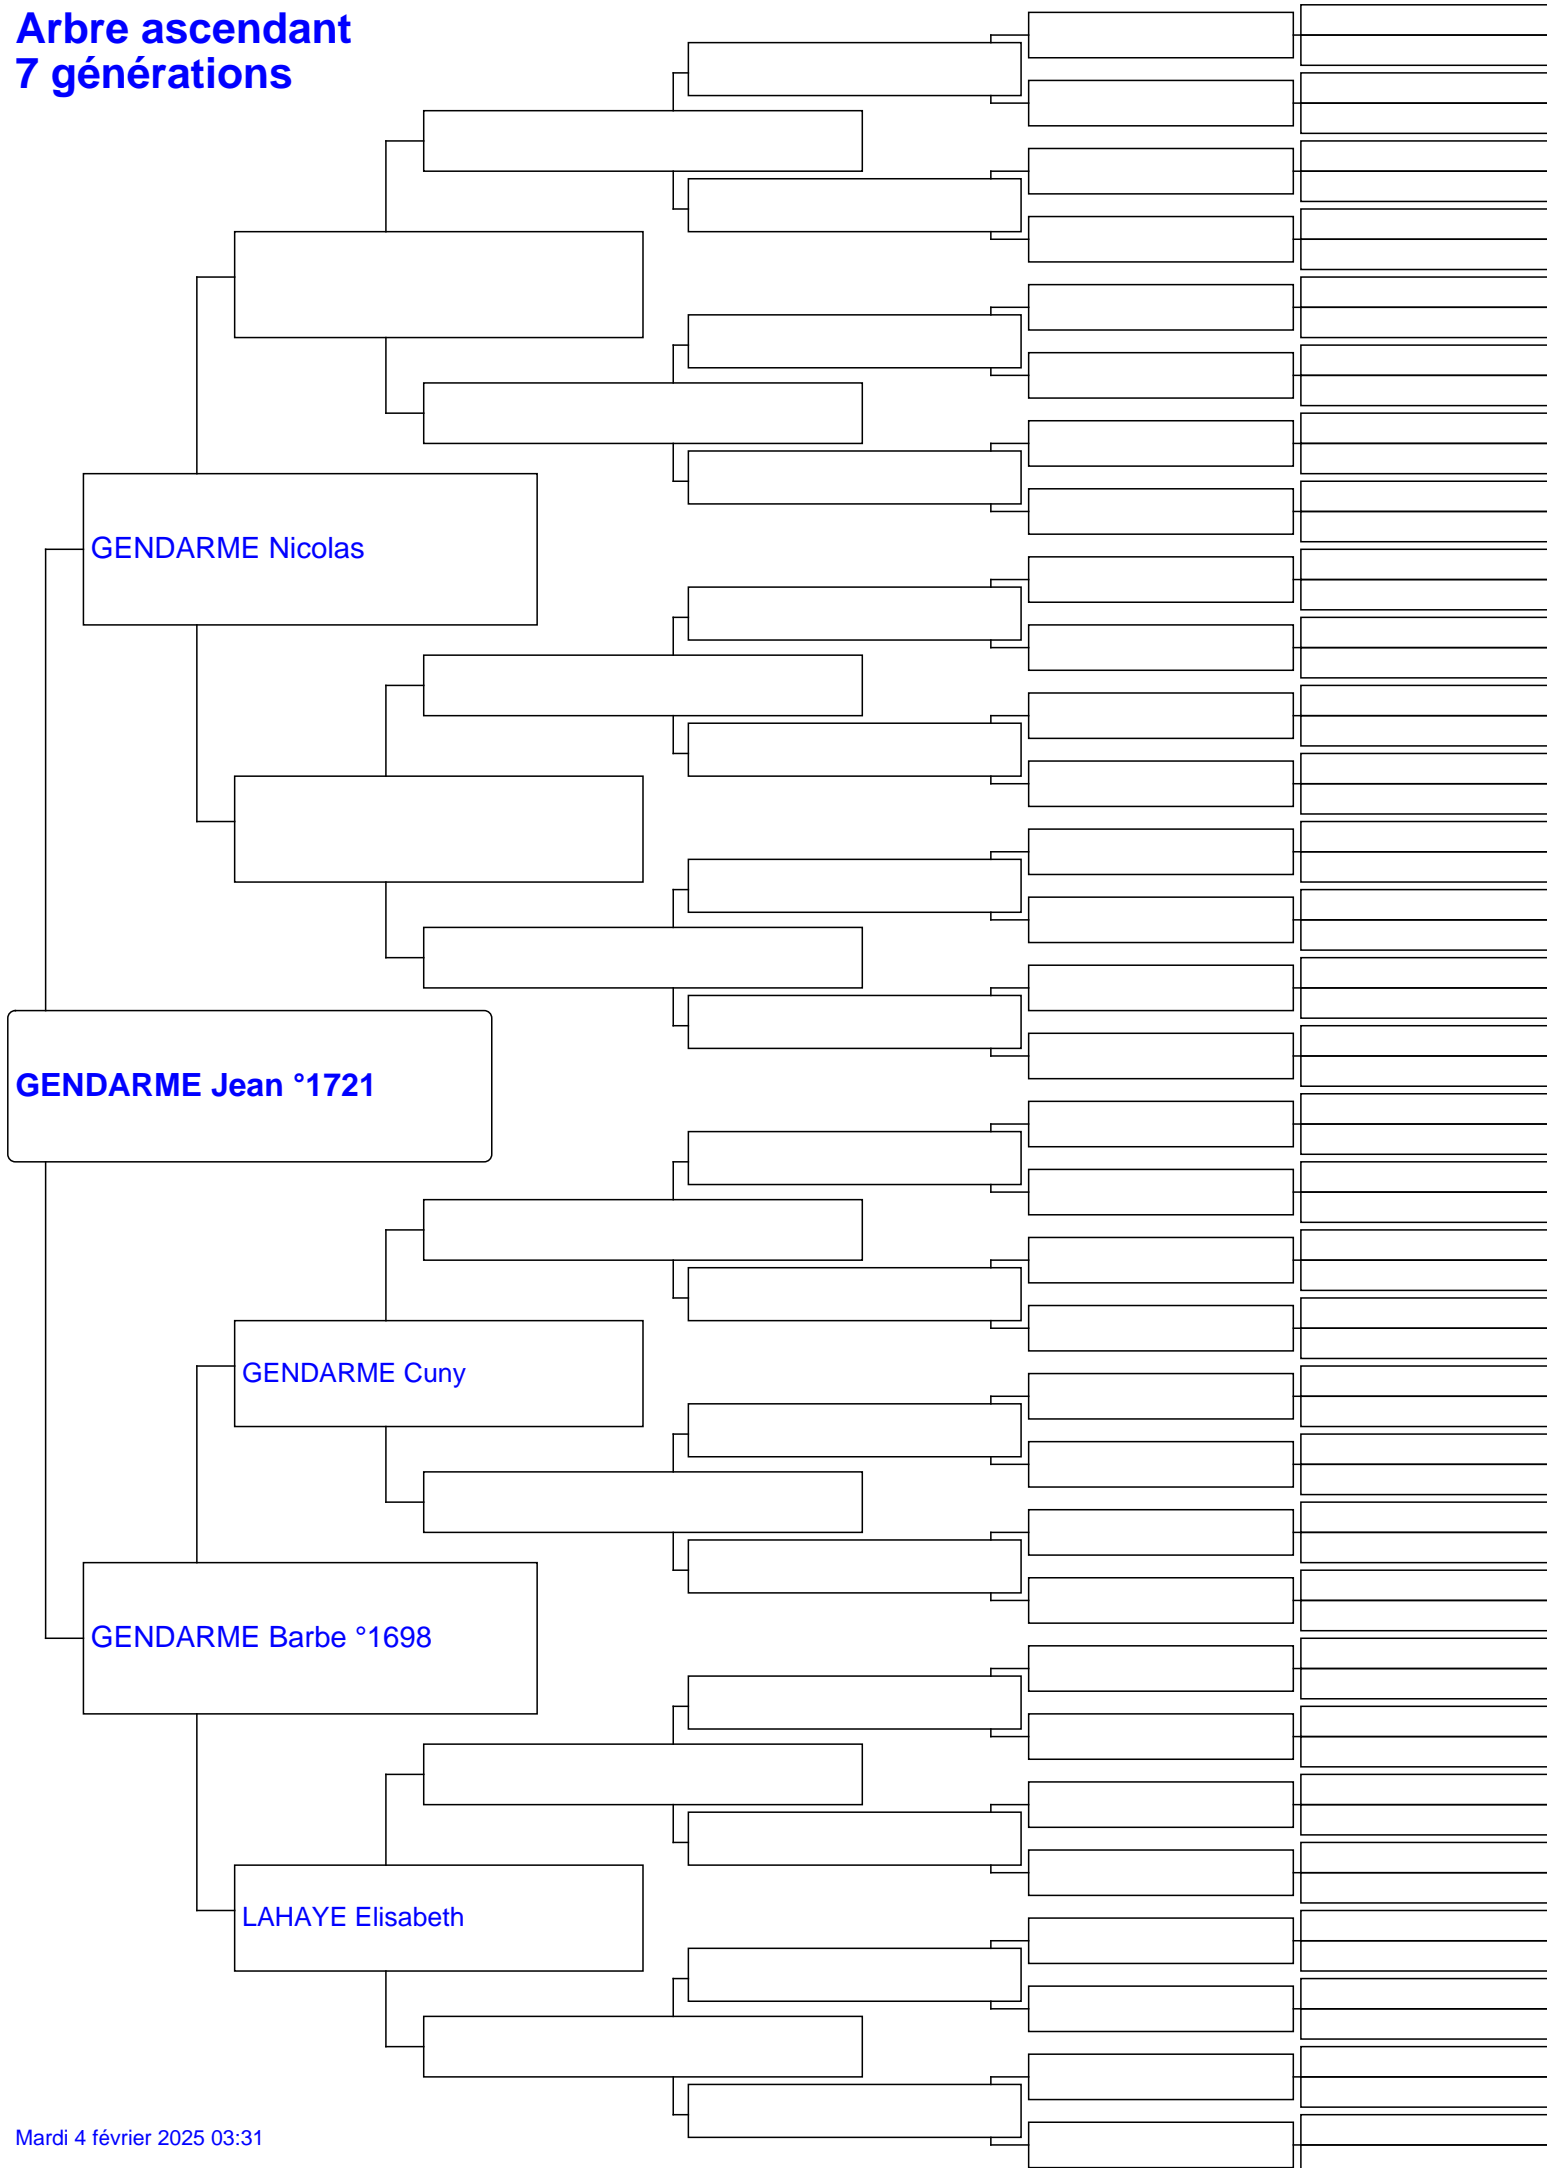 Arbre ascendant
7 générations
GENDARME Nicolas
GENDARME Jean °1721
GENDARME Cuny
GENDARME Barbe °1698
LAHAYE Elisabeth
Mardi 4 février 2025 03:31